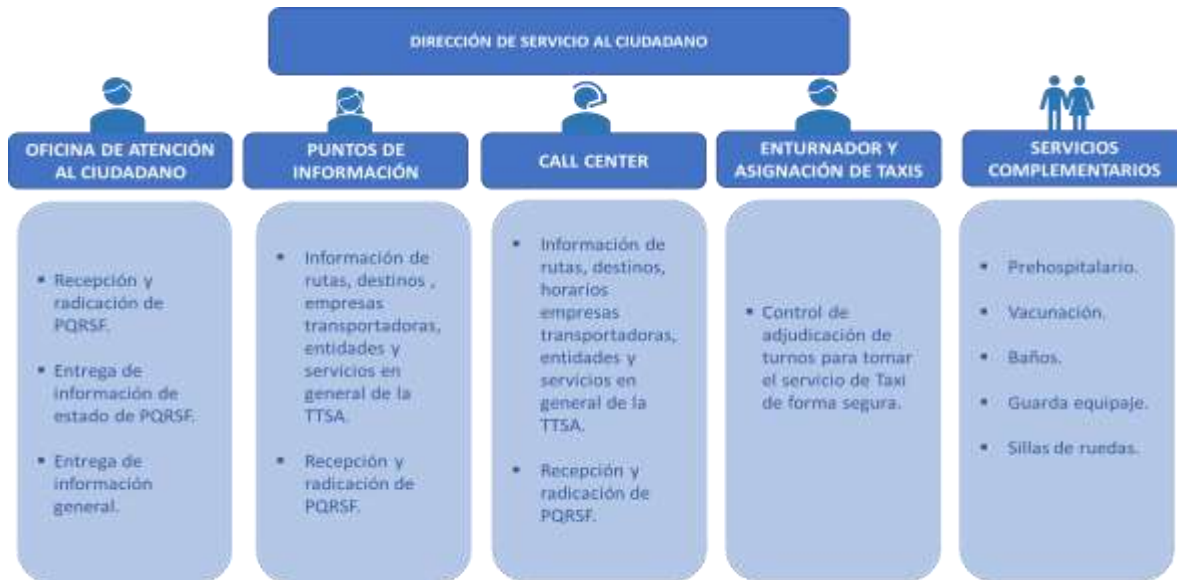 DIRECCIÓN DE SERVICIO AL CIUDADANO
OFICINA DE ATENCIÓN
AL CIUDADANO
▪ Recepción y
radicación de
PQRSF.
▪ Entrega de
información de
estado de PQRSF.
▪ Entrega de
información
general.
PUNTOS DE
INFORMACIÓN
▪ Información de
rutas, destinos ,
empresas
transportadoras,
entidades y
servicios en
general de la
TTSA.
▪ Recepción y
radicación de
PQRSF.
CALL CENTER
▪ Información de
rutas, destinos,
horarios
empresas
transportadoras,
entidades y
servicios en
general de la
TTSA.
▪ Recepción y
radicación de
PQRSF.
ENTURNADOR Y
ASIGNACIÓN DE TAXIS
▪ Control de
adjudicación de
turnos para tomar
el servicio de Taxi
de forma segura.
SERVICIOS
COMPLEMENTARIOS
▪ Prehospitalario.
▪ Vacunación.
▪ Baños.
▪ Guarda equipaje.
▪ Sillas de ruedas.